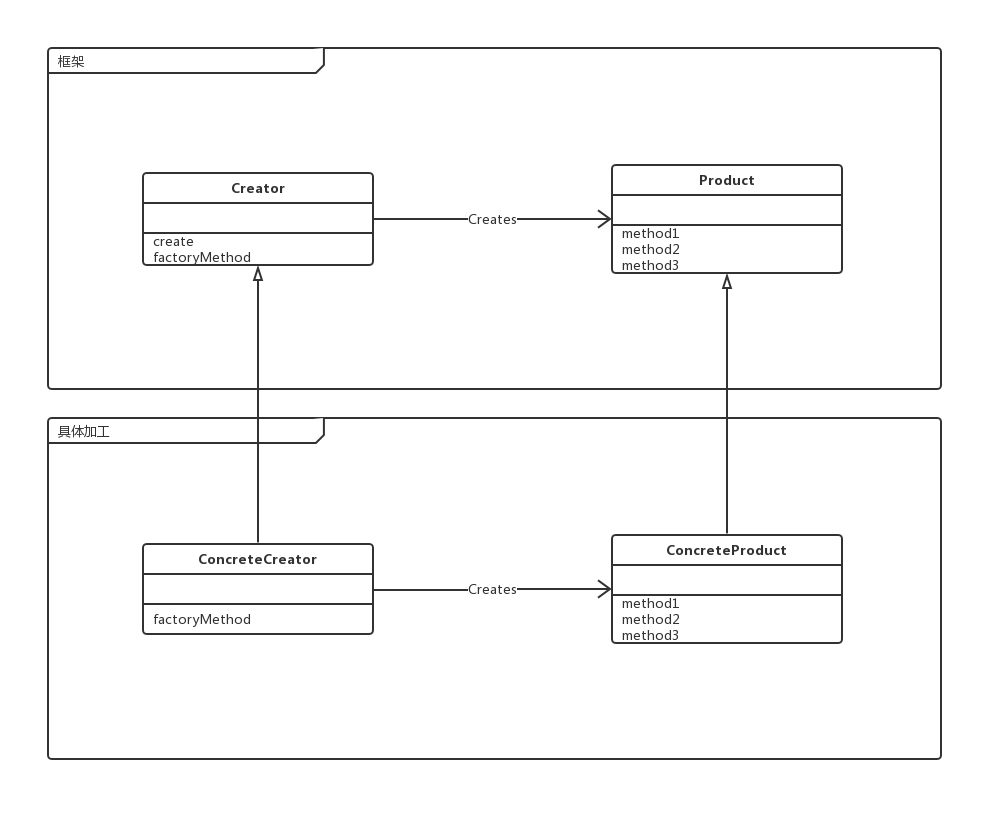 框架
Creator
create
factoryMethod
Creates
Product
method1
method2
method3
具体加工
ConcreteCreator
factoryMethod
Creates
ConcreteProduct
method1
method2
method3